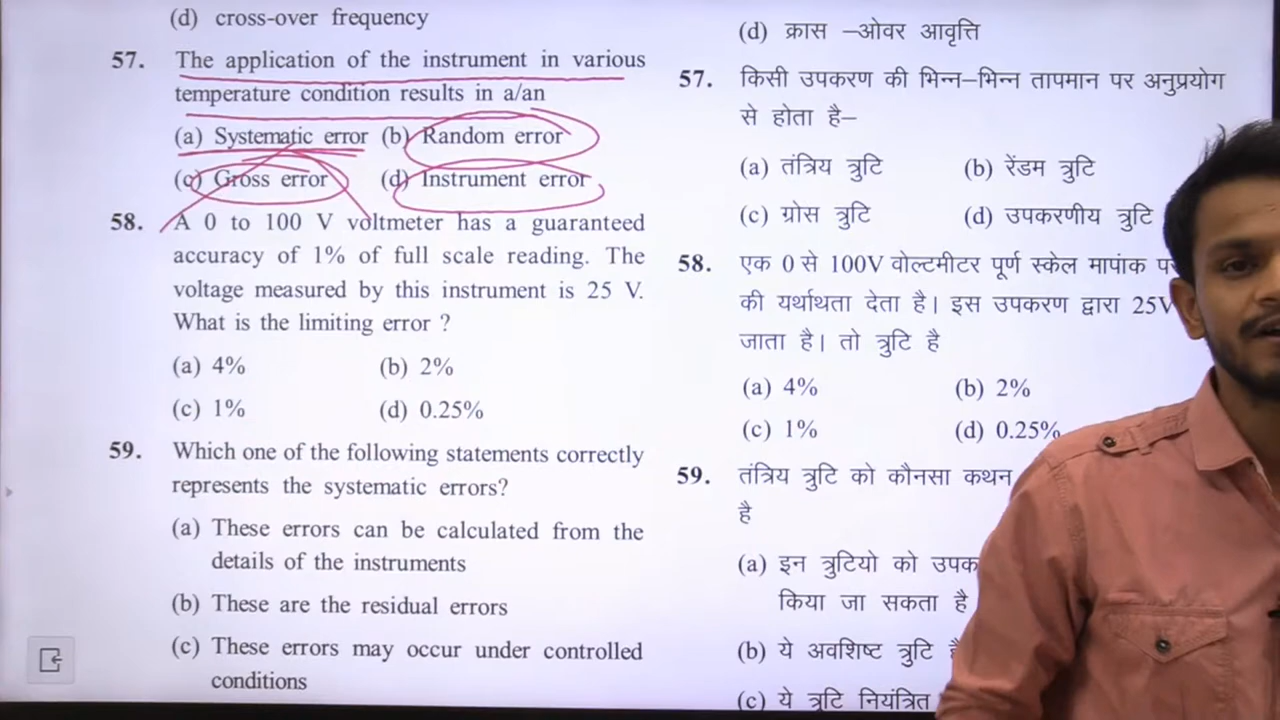 (d) cross-over frequency
57. The application of the instrument in various
temperature condition results in a/an
(a) Systematic error (b) Random error
(c) Gross error (d) Instrument error
58. A 0 to 100 V voltmeter has a guaranteed
accuracy of 1% of full scale reading. The
voltage measured by this instrument is 25 V.
What is the limiting error ?
(a) 4% (b) 2%
(c) 1% (d) 0.25%
59. Which one of the following statements correctly
represents the systematic errors?
(a) These errors can be calculated from the
details of the instruments
(b) These are the residual errors
(c) These errors may occur under controlled
conditions
(d) क्रास –ओवर आवृत्ति
57. किसी उपकरण की भिन्न–भिन्न तापमान पर अनुप्रयोग
से होता है–
(a) तंत्रिय त्रुटि (b) रेंडम त्रुटि
(c) ग्रोस त्रुटि (d) उपकरणीय त्रुटि
58. एक 0 से 100V वोल्टमीटर पूर्ण स्केल मापांक
की यर्थाथता देता है। इस उपकरण द्वारा 25V
जाता है। तो त्रुटि है
(a) 4% (b) 2%
(c) 1% (d) 0.25%
59. तंत्रिय त्रुटि को कौनसा कथन
है
(a) इन त्रुटियो को
किया जा सकता है
(b) ये अवशिष्ट त्रुटि
(c) ये त्रुटि नियंत्रित